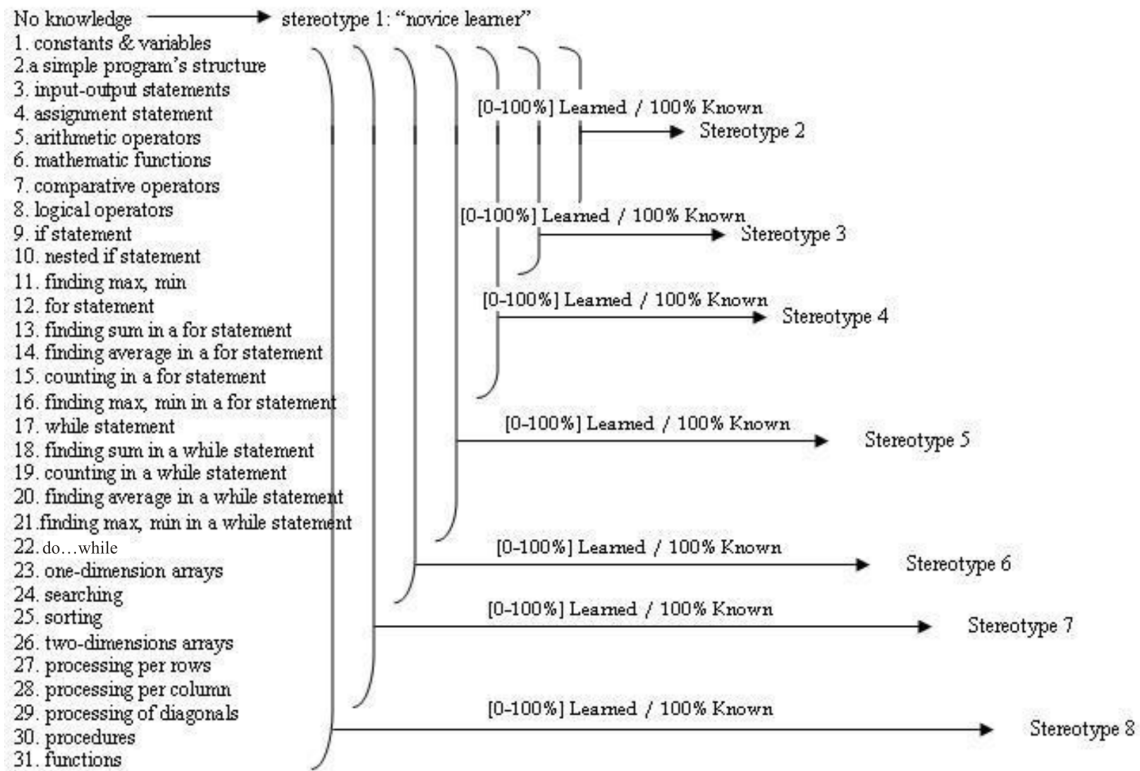 No knowledge stereotype 1: “novice learner”
1. constants & variables
2.a simple program’s structure
3. input-output statements
4. assignment statement
5. arithmetic operators
6. mathematic functions
7. comparative operators
8. logical operators
9. if statement
10. nested if statement
11. finding max, min
12. for statement
13. finding sum in a for statement
14. finding average in a for statement
15. counting in a for statement
16. finding max, min in a for statement
17. while statement
18. finding sum in a while statement
19. counting in a while statement
20. finding average in a while statement
21.finding max, min in a while statement
22. do…while
23. one-dimension arrays
24. searching
25. sorting
26. two-dimensions arrays
27. processing per rows
28. processing per column
29. processing of diagonals
30. procedures
31. functions
[0-100%] Learned / 100% Known
Stereotype 2
[0-100%] Learned / 100% Known
Stereotype 3
[0-100%] Learned / 100% Known
Stereotype 4
[0-100%] Learned / 100% Known
Stereotype 5
[0-100%] Learned / 100% Known
Stereotype 6
[0-100%] Learned / 100% Known
Stereotype 7
[0-100%] Learned / 100% Known
Stereotype 8